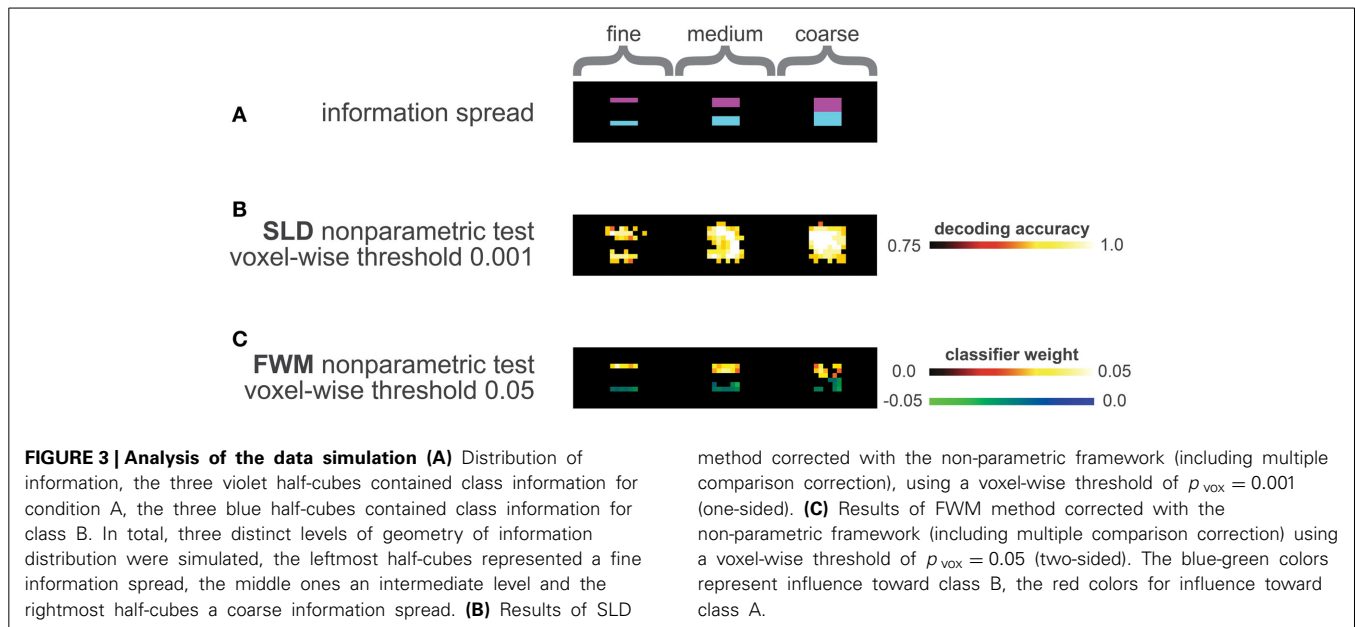 fine medium coarse
A information spread
B
SLD nonparametric test
voxel-wise threshold 0.001
decoding accuracy
0.75 1.0
C
FWM nonparametric test
voxel-wise threshold 0.05
classifier weight
0.0 0.05
-0.05 0.0
FIGURE 3 | Analysis of the data simulation (A) Distribution of
information, the three violet half-cubes contained class information for
condition A, the three blue half-cubes contained class information for
class B. In total, three distinct levels of geometry of information
distribution were simulated, the leftmost half-cubes represented a fine
information spread, the middle ones an intermediate level and the
rightmost half-cubes a coarse information spread. (B) Results of SLD
method corrected with the non-parametric framework (including multiple
comparison correction), using a voxel-wise threshold of p vox = 0.001
(one-sided). (C) Results of FWM method corrected with the
non-parametric framework (including multiple comparison correction) using
a voxel-wise threshold of p vox = 0.05 (two-sided). The blue-green colors
represent influence toward class B, the red colors for influence toward
class A.